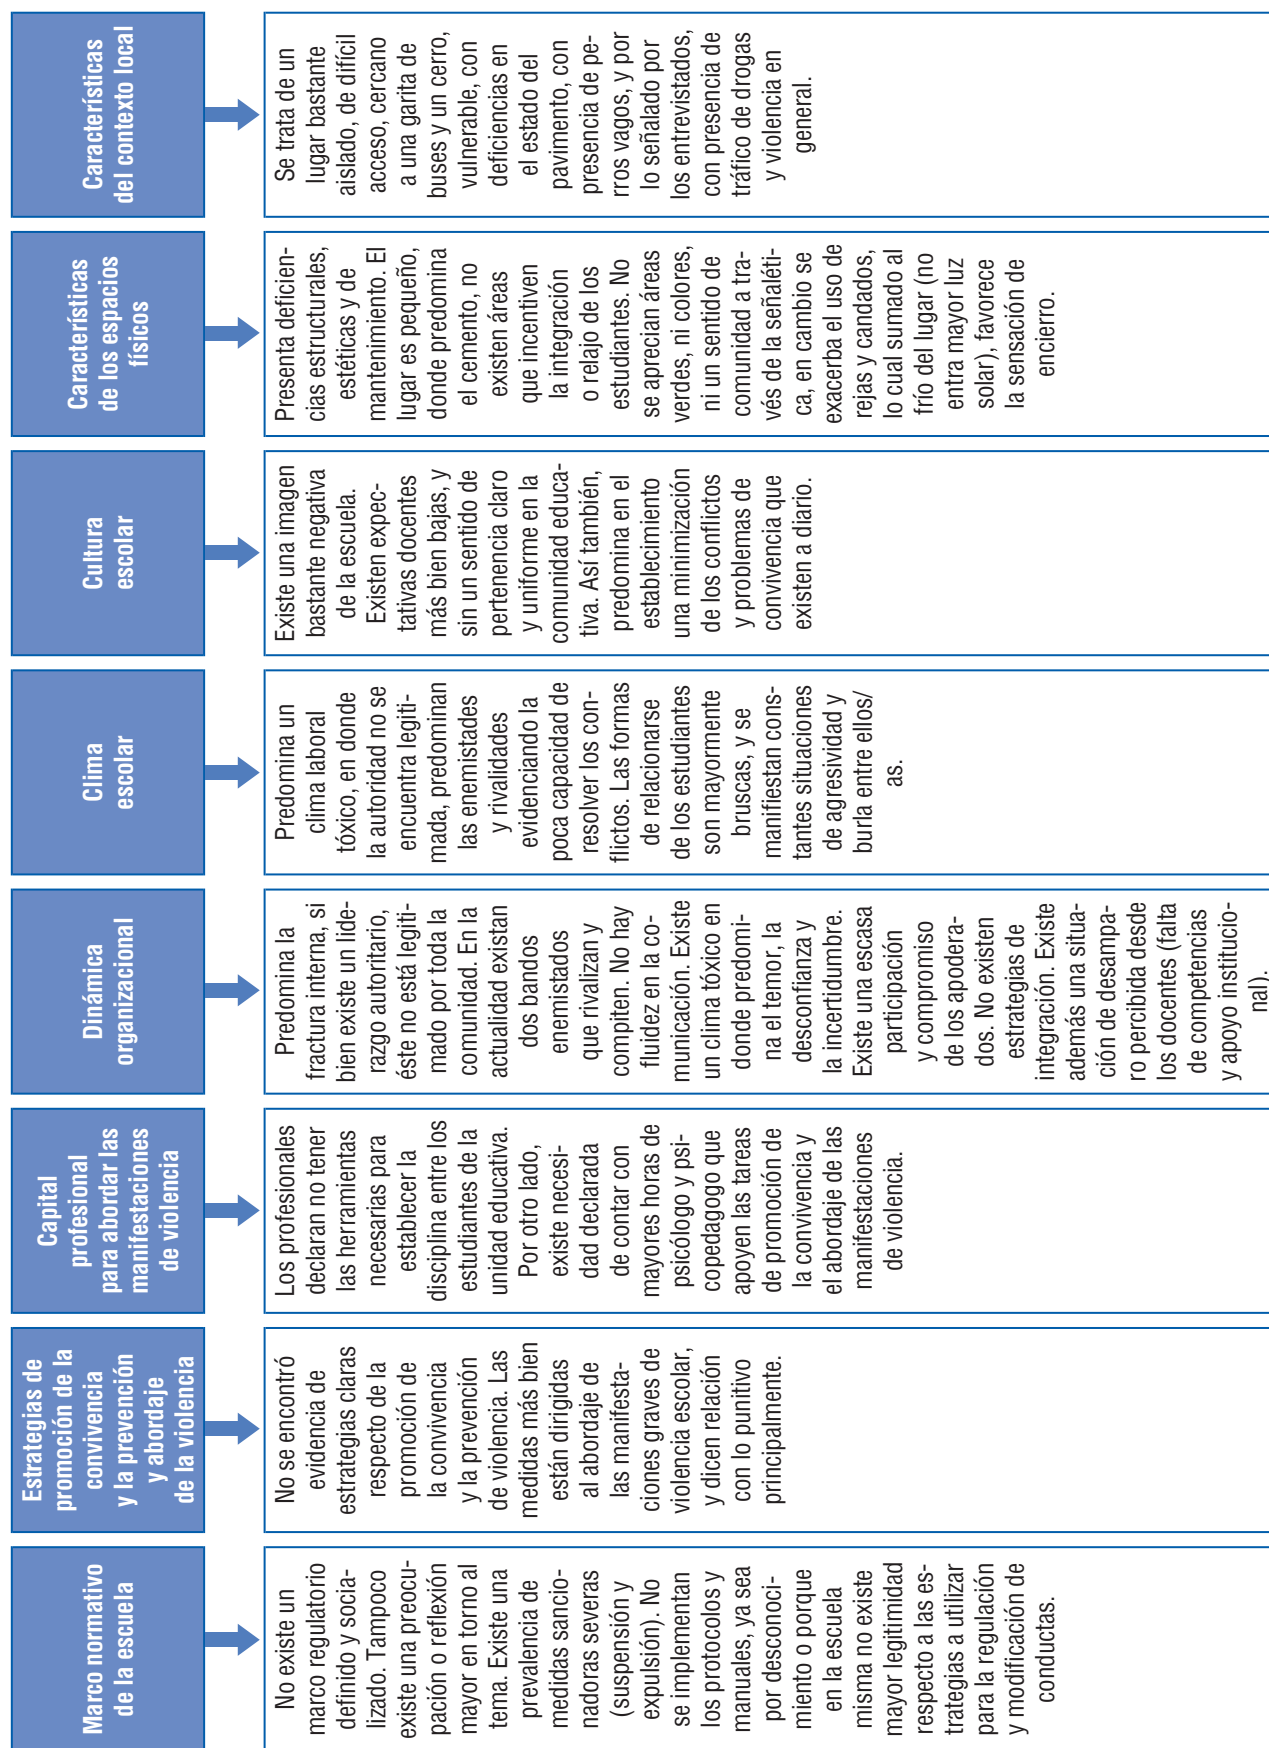 Marco normativo
de la escuela
No existe un
marco regulatorio
definido y socia-
lizado. Tampoco
existe una preocu-
pación o reflexión
mayor en torno al
tema. Existe una
prevalencia de
medidas sancio-
nadoras severas
(suspensión y
expulsión). No
se implementan
los protocolos y
manuales, ya sea
por desconoci-
miento o porque
en la escuela
misma no existe
mayor legitimidad
respecto a las es-
trategias a utilizar
para la regulación
y modificación de
conductas.
Estrategias de
promoción de la
convivencia
y la prevención
y abordaje
de la violencia
No se encontró
evidencia de
estrategias claras
respecto de la
promoción de
la convivencia
y la prevención
de violencia. Las
medidas más bien
están dirigidas
al abordaje de
las manifesta-
ciones graves de
violencia escolar,
y dicen relación
con lo punitivo
principalmente.
Capital
profesional
para abordar las
manifestaciones
de violencia
Los profesionales
declaran no tener
las herramientas
necesarias para
establecer la
disciplina entre los
estudiantes de la
unidad educativa.
Por otro lado,
existe necesi-
dad declarada
de contar con
mayores horas de
psicólogo y psi-
copedagogo que
apoyen las tareas
de promoción de
la convivencia y
el abordaje de las
manifestaciones
de violencia.
Dinámica
organizacional
Predomina la
fractura interna, si
bien existe un lide-
razgo autoritario,
éste no está legiti-
mado por toda la
comunidad. En la
actualidad existan
dos bandos
enemistados
que rivalizan y
compiten. No hay
fluidez en la co-
municación. Existe
un clima tóxico en
donde predomi-
na el temor, la
desconfianza y
la incertidumbre.
Existe una escasa
participación
y compromiso
de los apodera-
dos. No existen
estrategias de
integración. Existe
además una situa-
ción de desampa-
ro percibida desde
los docentes (falta
de competencias
y apoyo institucio-
nal).
Clima
escolar
Predomina un
clima laboral
tóxico, en donde
la autoridad no se
encuentra legiti-
mada, predominan
las enemistades
y rivalidades
evidenciando la
poca capacidad de
resolver los con-
flictos. Las formas
de relacionarse
de los estudiantes
son mayormente
bruscas, y se
manifiestan cons-
tantes situaciones
de agresividad y
burla entre ellos/
as.
Cultura
escolar
Existe una imagen
bastante negativa
de la escuela.
Existen expec-
tativas docentes
más bien bajas, y
sin un sentido de
pertenencia claro
y uniforme en la
comunidad educa-
tiva. Así también,
predomina en el
establecimiento
una minimización
de los conflictos
y problemas de
convivencia que
existen a diario.
Características
de los espacios
físicos
Presenta deficien-
cias estructurales,
estéticas y de
mantenimiento. El
lugar es pequeño,
donde predomina
el cemento, no
existen áreas
que incentiven
la integración
o relajo de los
estudiantes. No
se aprecian áreas
verdes, ni colores,
ni un sentido de
comunidad a tra-
vés de la señaléti-
ca, en cambio se
exacerba el uso de
rejas y candados,
lo cual sumado al
frío del lugar (no
entra mayor luz
solar), favorece
la sensación de
encierro.
Características
del contexto local
Se trata de un
lugar bastante
aislado, de difícil
acceso, cercano
a una garita de
buses y un cerro,
vulnerable, con
deficiencias en
el estado del
pavimento, con
presencia de pe-
rros vagos, y por
lo señalado por
los entrevistados,
con presencia de
tráfico de drogas
y violencia en
general.